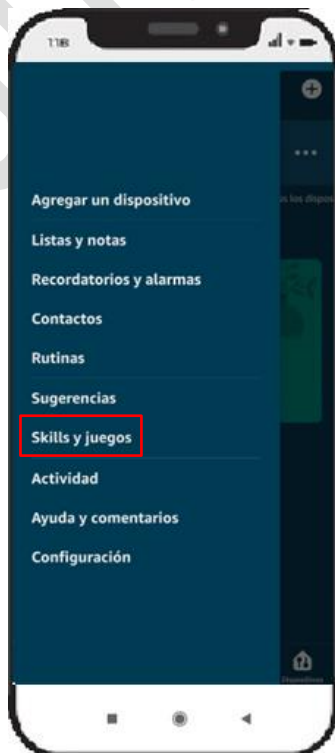 Agregar un dispositivo
Listas y notas
Recordatorios y alarmas
Contactos
Rutinas
Sugerencias
Skills y juegos
Actividad
Ayuda y comentarios
Configuración